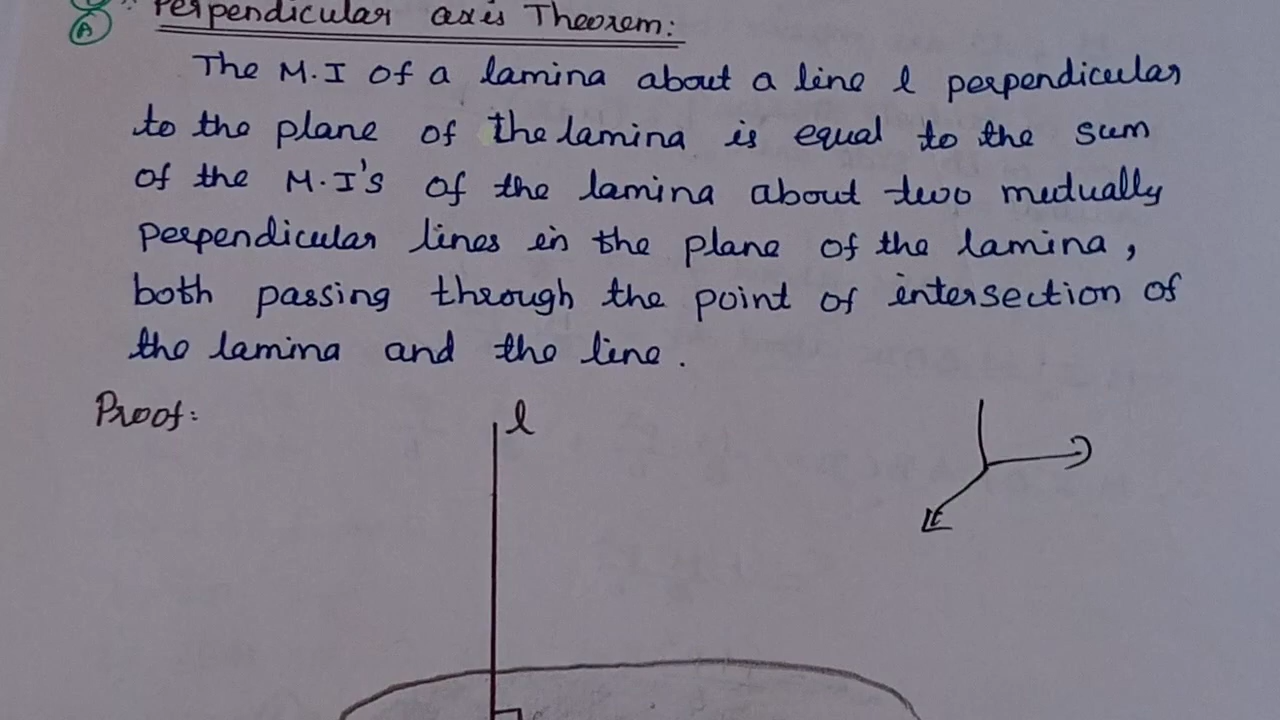 A
Perpendicular axis Theorem:
The M.I of a lamina about a line l perpendicular
to the plane of the lamina is equal to the sum
of the M.I's of the lamina about two medually
perpendicular lines in the plane of the lamina,
both passing through the point of intersection of
the lamina and the line.
Proof:
l